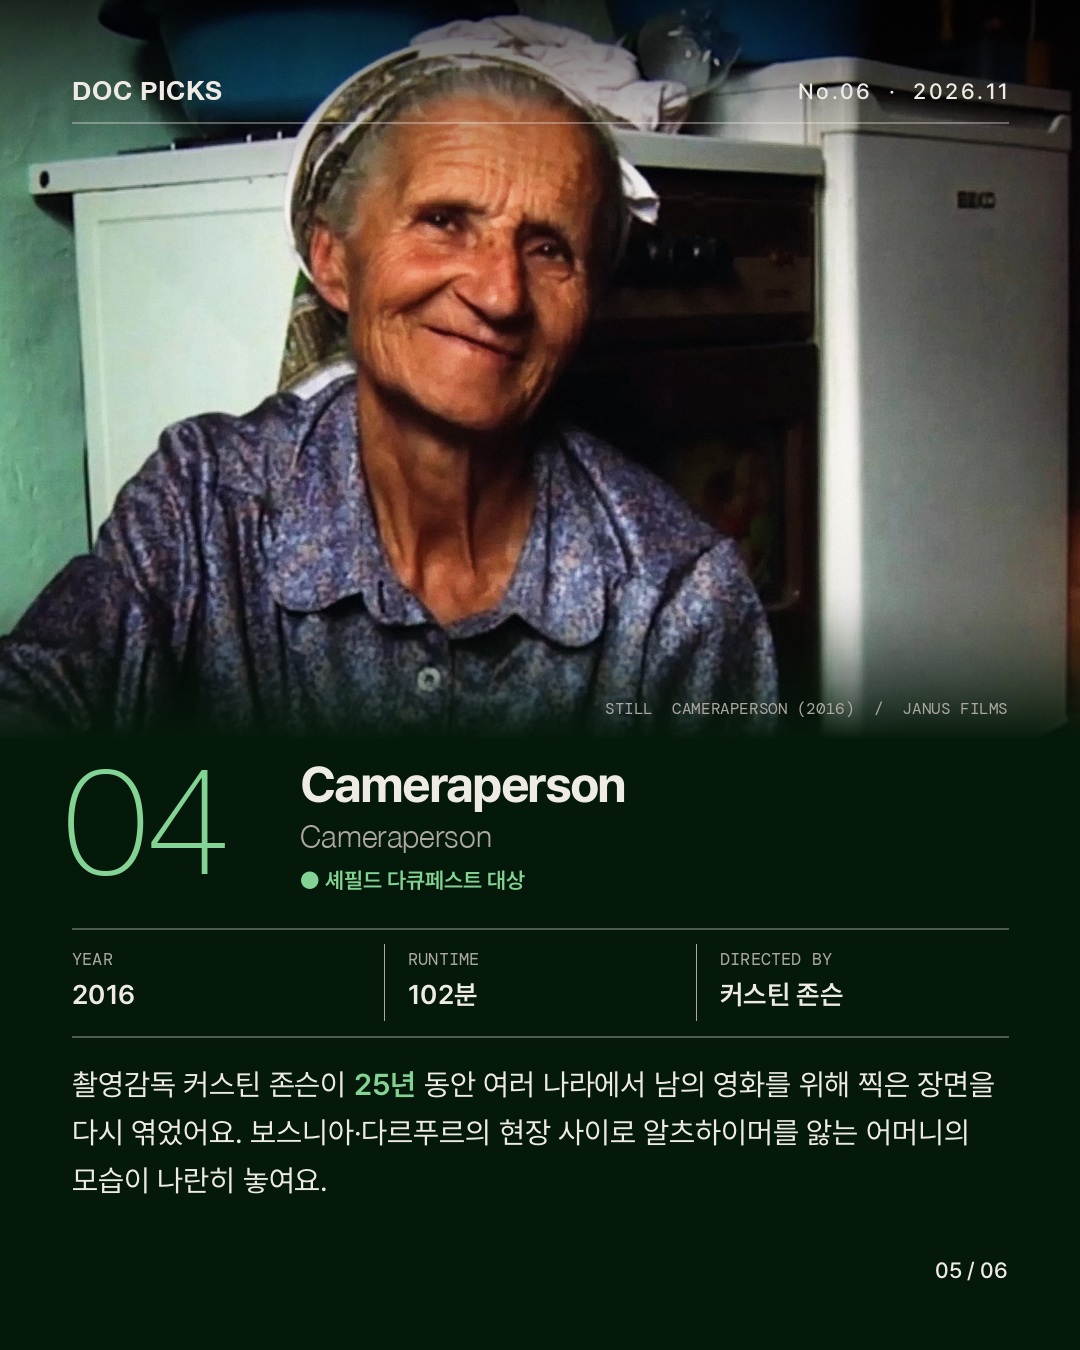 DOC PICKS
No.06 · 2026.11
BEKO
STILL CAMERAPERSON (2016) / JANUS FILMS
04
Cameraperson
Cameraperson
● 셰필드 다큐페스트 대상
YEAR
2016
RUNTIME
102분
DIRECTED BY
커스틴 존슨
촬영감독 커스틴 존슨이 25년 동안 여러 나라에서 남의 영화를 위해 찍은 장면을
다시 엮었어요. 보스니아·다르푸르의 현장 사이로 알츠하이머를 앓는 어머니의
모습이 나란히 놓여요.
05 / 06